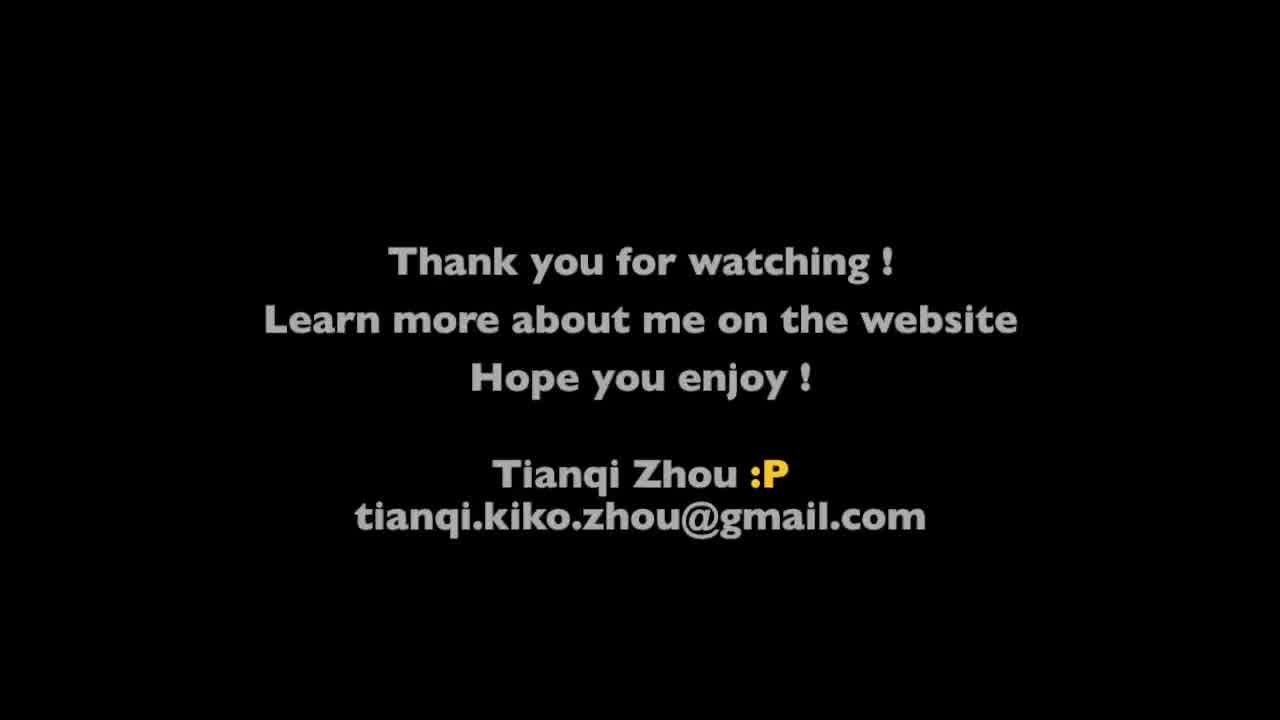 Thank you for watching !
Learn more about me on the website
Hope you enjoy !
Tianqi Zhou :P
tianqi.kiko.zhou@gmail.com